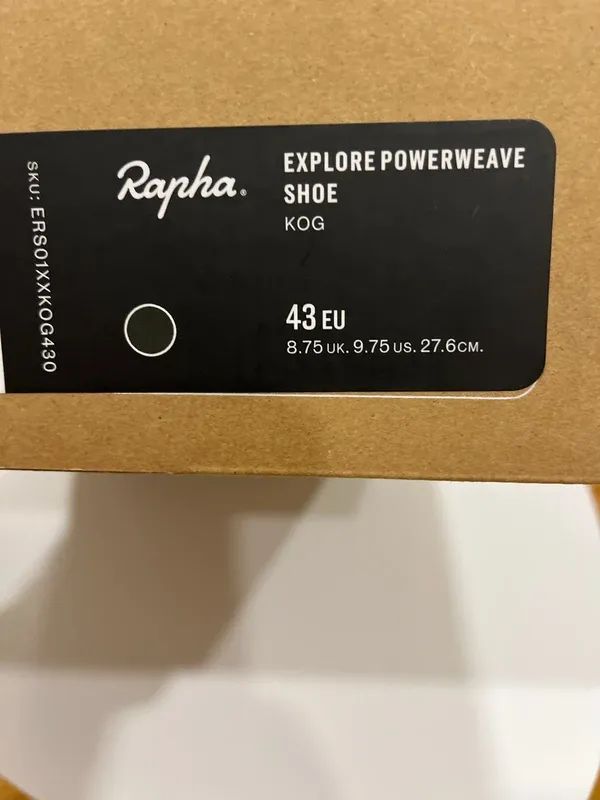 SKU: ERS01XXKOG430
Rapha®
EXPLORE POWERWEAVE
SHOE
KOG
43 EU
8.75 UK. 9.75 US. 27.6CM.